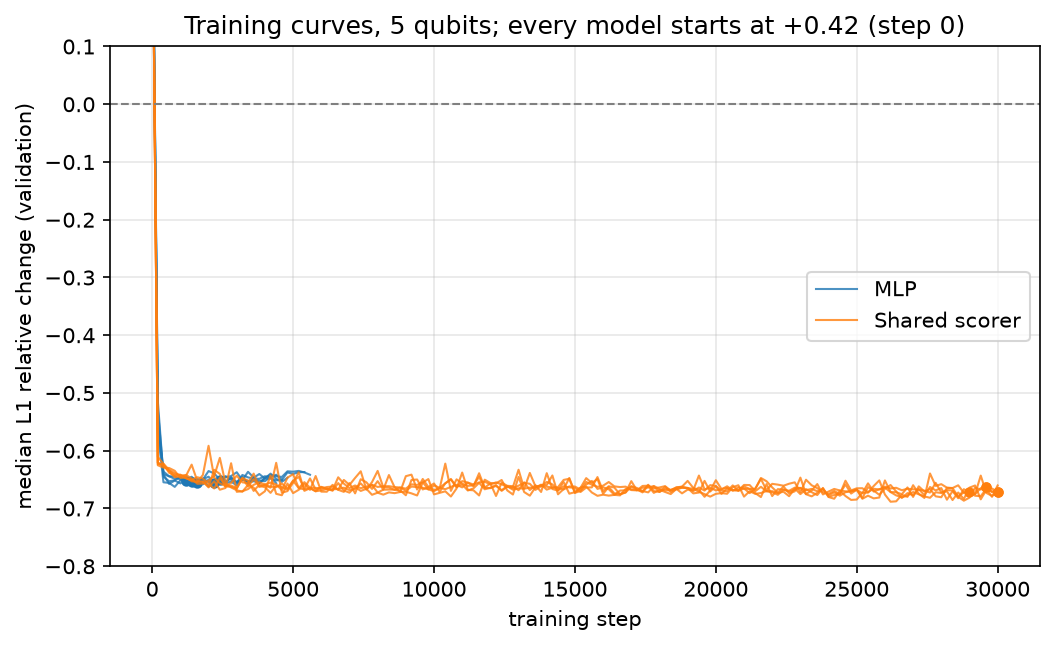 Training curves, 5 qubits; every model starts at +0.42 (step 0)
median L1 relative change (validation)
0.1
0.0
−0.1
−0.2
−0.3
−0.4
−0.5
−0.6
−0.7
−0.8
MLP
Shared scorer
0 5000 10000 15000 20000 25000 30000
training step